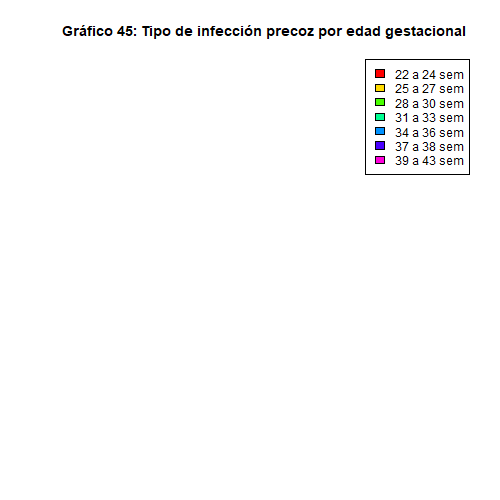 Gráfico 45: Tipo de infección precoz por edad gestacional
22 a 24 sem
25 a 27 sem
28 a 30 sem
31 a 33 sem
34 a 36 sem
37 a 38 sem
39 a 43 sem